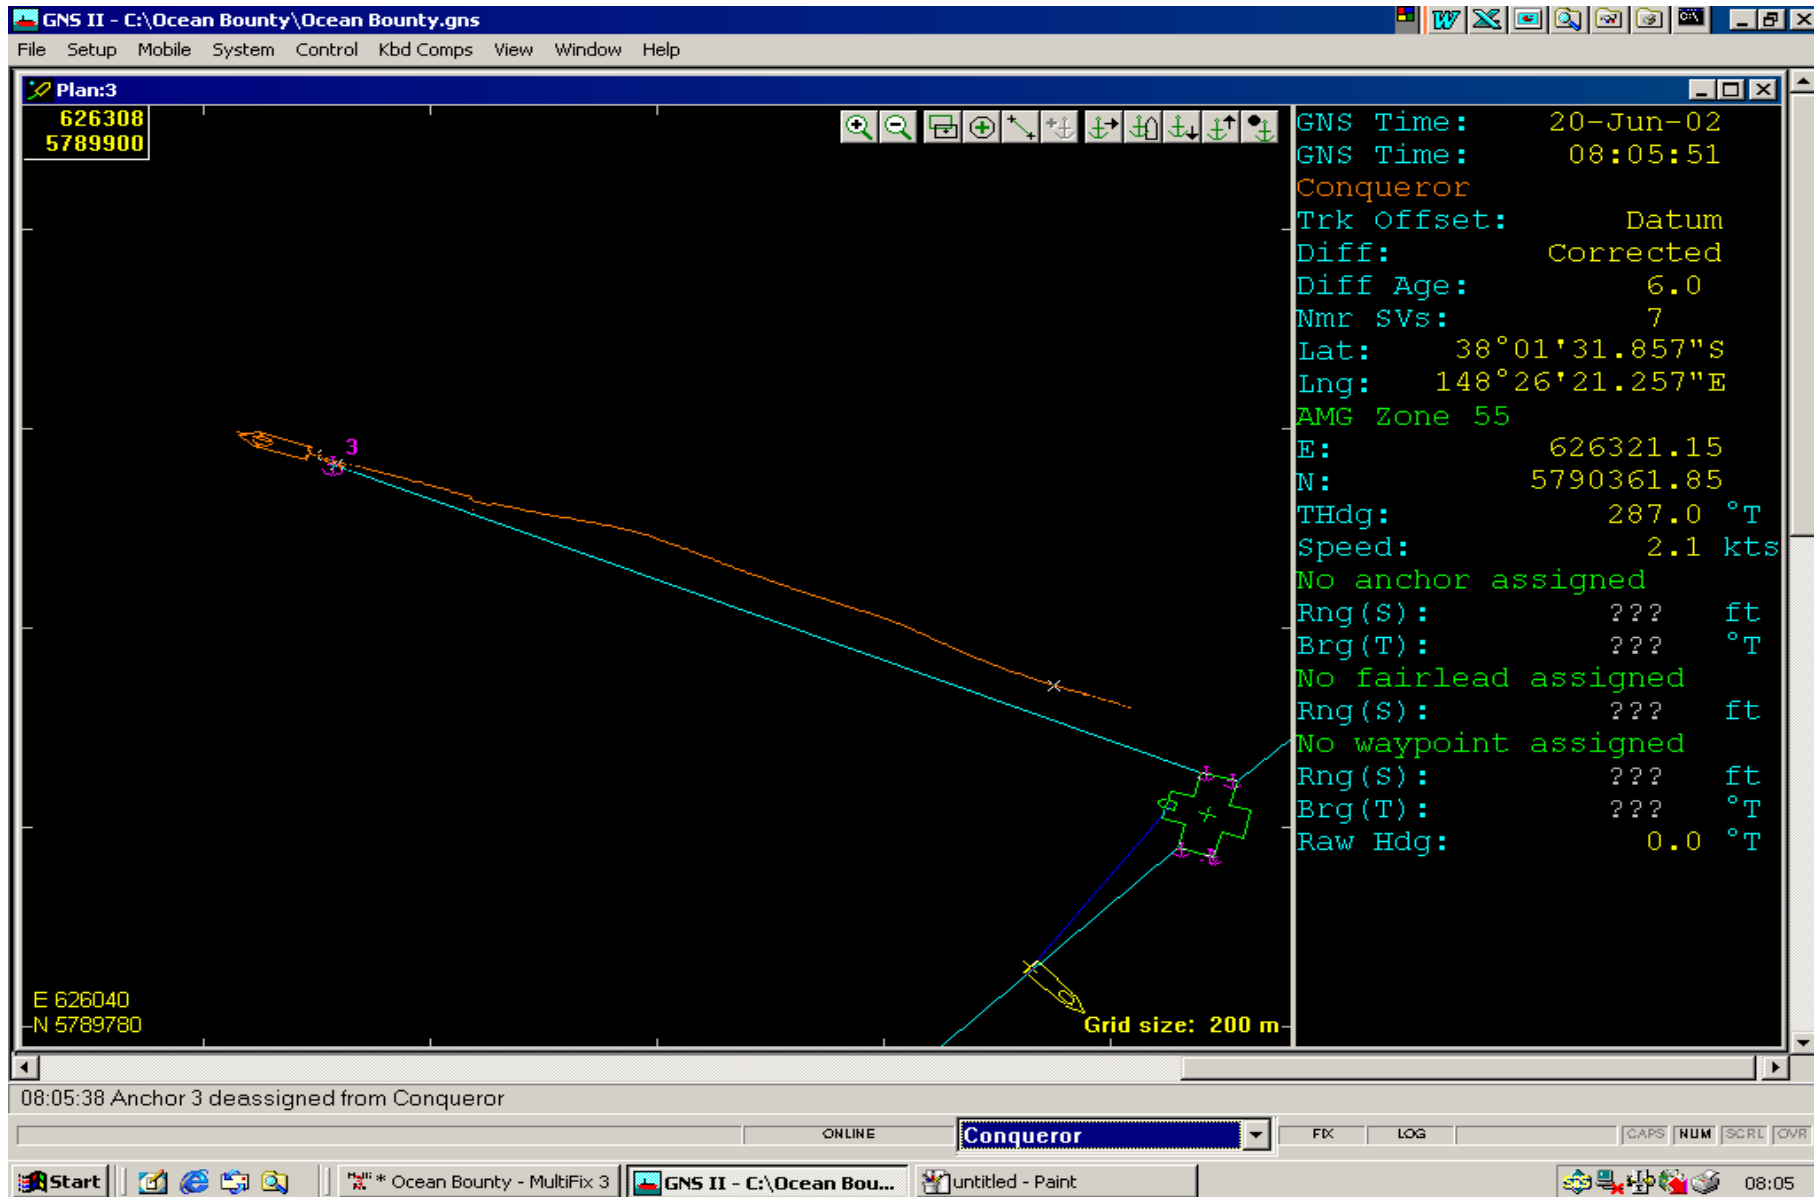 GNS II - C:\Ocean Bounty\Ocean Bounty.gns
File Setup Mobile System Control Kbd Comps View Window Help
Plan:3
626308
5789900
GNS Time: 20-Jun-02
GNS Time: 08:05:51
Conqueror
Trk Offset: Datum
Diff: Corrected
Diff Age: 6.0
Nmr SVs: 7
Lat: 38°01'31.857"S
Lng: 148°26'21.257"E
AMG Zone 55
E: 626321.15
N: 5790361.85
THdg: 287.0 °T
Speed: 2.1 kts
No anchor assigned
Rng(S): ??? ft
Brg(T): ??? °T
No fairlead assigned
Rng(S): ??? ft
No waypoint assigned
Rng(S): ??? ft
Brg(T): ??? °T
Raw Hdg: 0.0 °T
3
E 626040
N 5789780
Grid size: 200 m
08:05:38 Anchor 3 deassigned from Conqueror
ONLINE Conqueror FIX LOG CAPS NUM SCRL OVR
Start * Ocean Bounty - MultiFix 3 GNS II - C:\Ocean Bou... untitled - Paint 08:05